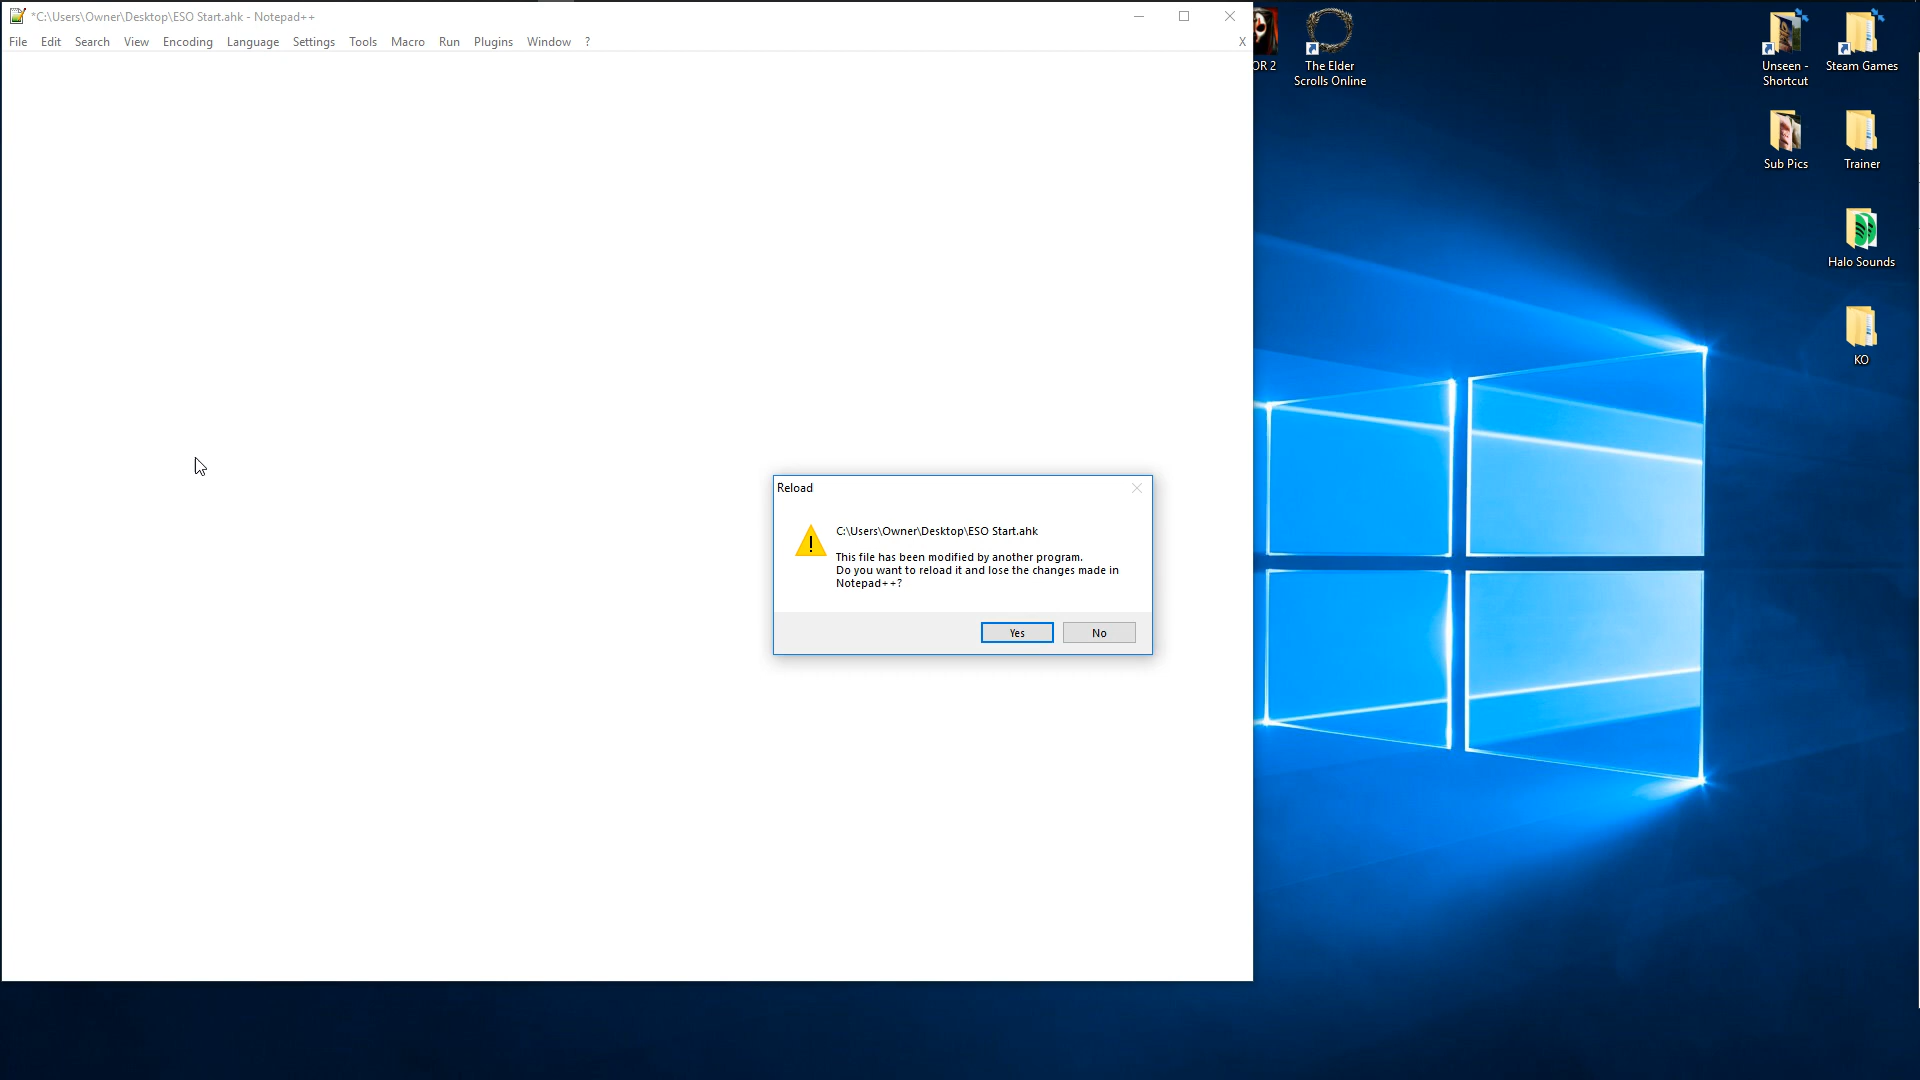 *C:\Users\Owner\Desktop\ESO Start.ahk - Notepad++
File Edit Search View Encoding Language Settings Tools Macro Run Plugins Window ? X
OR 2
The Elder
Scrolls Online
Unseen -
Shortcut
Steam Games
Sub Pics
Trainer
Halo Sounds
KO
Reload
C:\Users\Owner\Desktop\ESO Start.ahk
This file has been modified by another program.
Do you want to reload it and lose the changes made in
Notepad++?
Yes
No